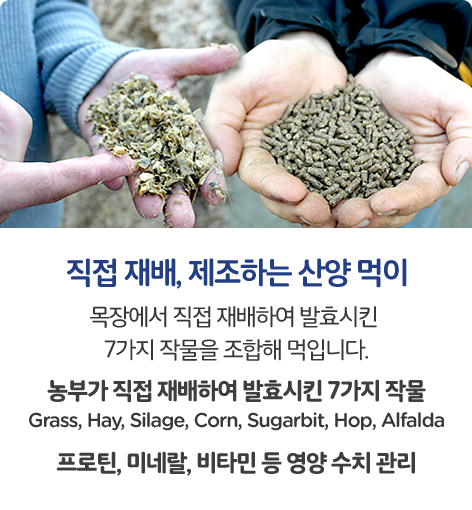 직접 재배, 제조하는 산양 먹이
목장에서 직접 재배하여 발효시킨
7가지 작물을 조합해 먹입니다.
농부가 직접 재배하여 발효시킨 7가지 작물
Grass, Hay, Silage, Corn, Sugarbit, Hop, Alfalda
프로틴, 미네랄, 비타민 등 영양 수치 관리